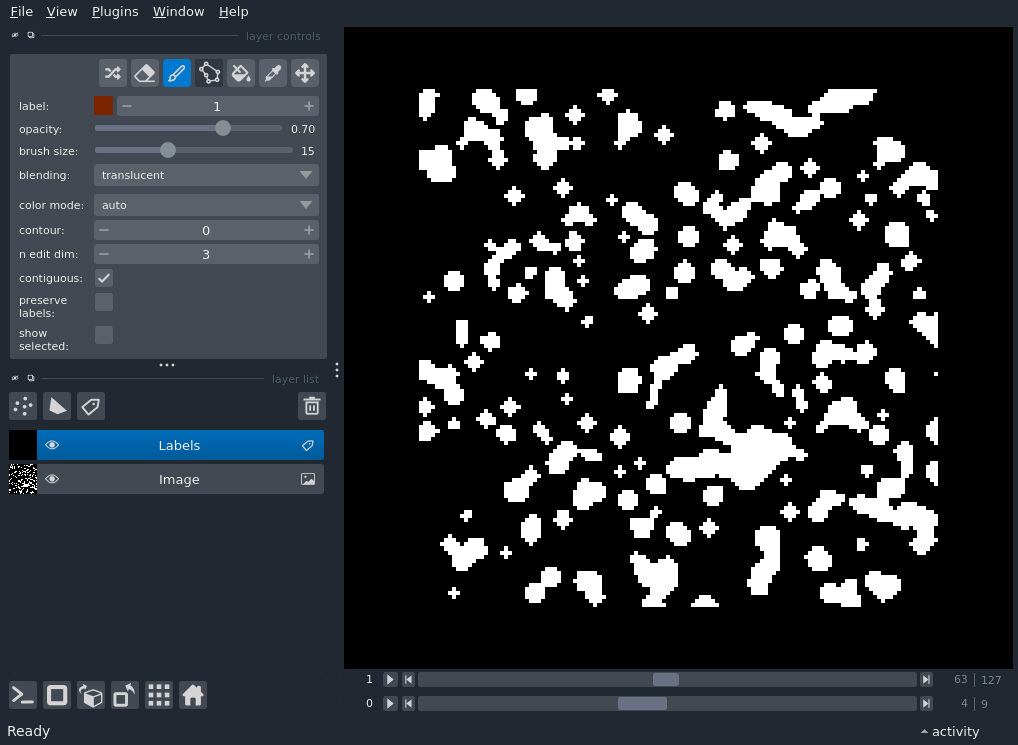 File View Plugins Window Help
layer controls
label: 1
opacity: 0.70
brush size: 15
blending: translucent
color mode: auto
contour: 0
n edit dim: 3
contiguous:
preserve
labels:
show
selected:
layer list
Labels
Image
1 63 127
0 4 9
Ready activity